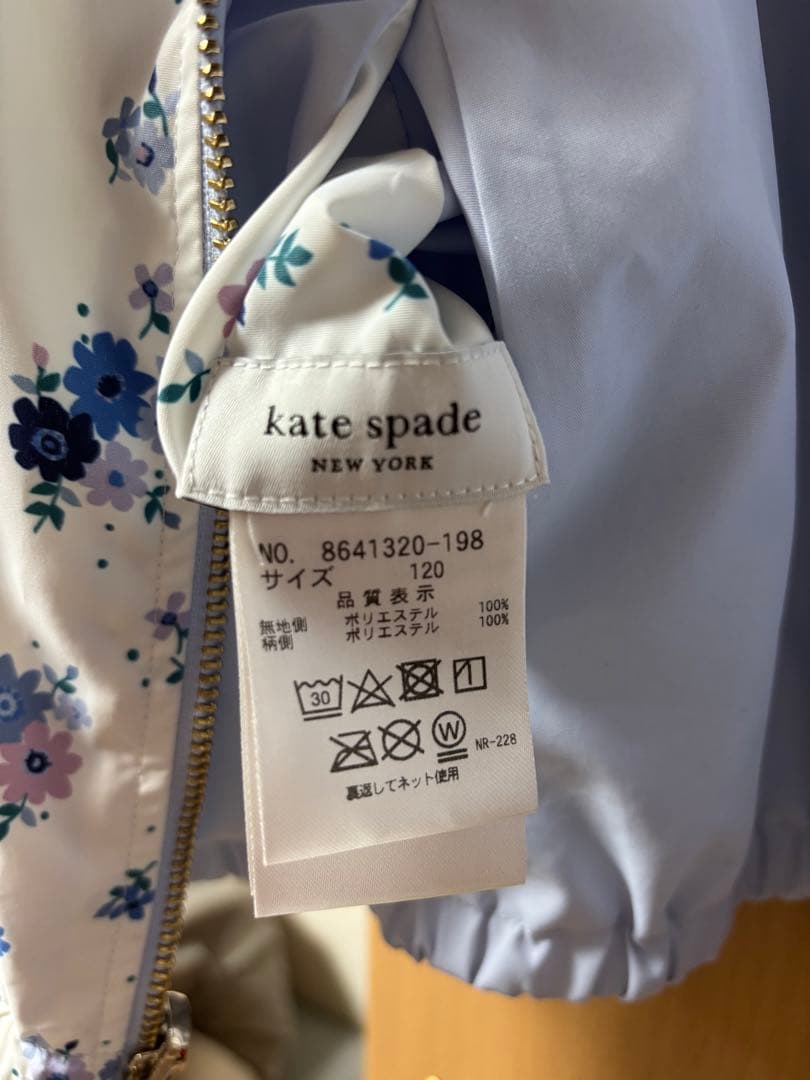 kate spade
NEW YORK
NO. 8641320-198
サイズ 120
品質表示
無地側 ポリエステル 100%
柄側 ポリエステル 100%
30
W NR-228
裏返してネット使用